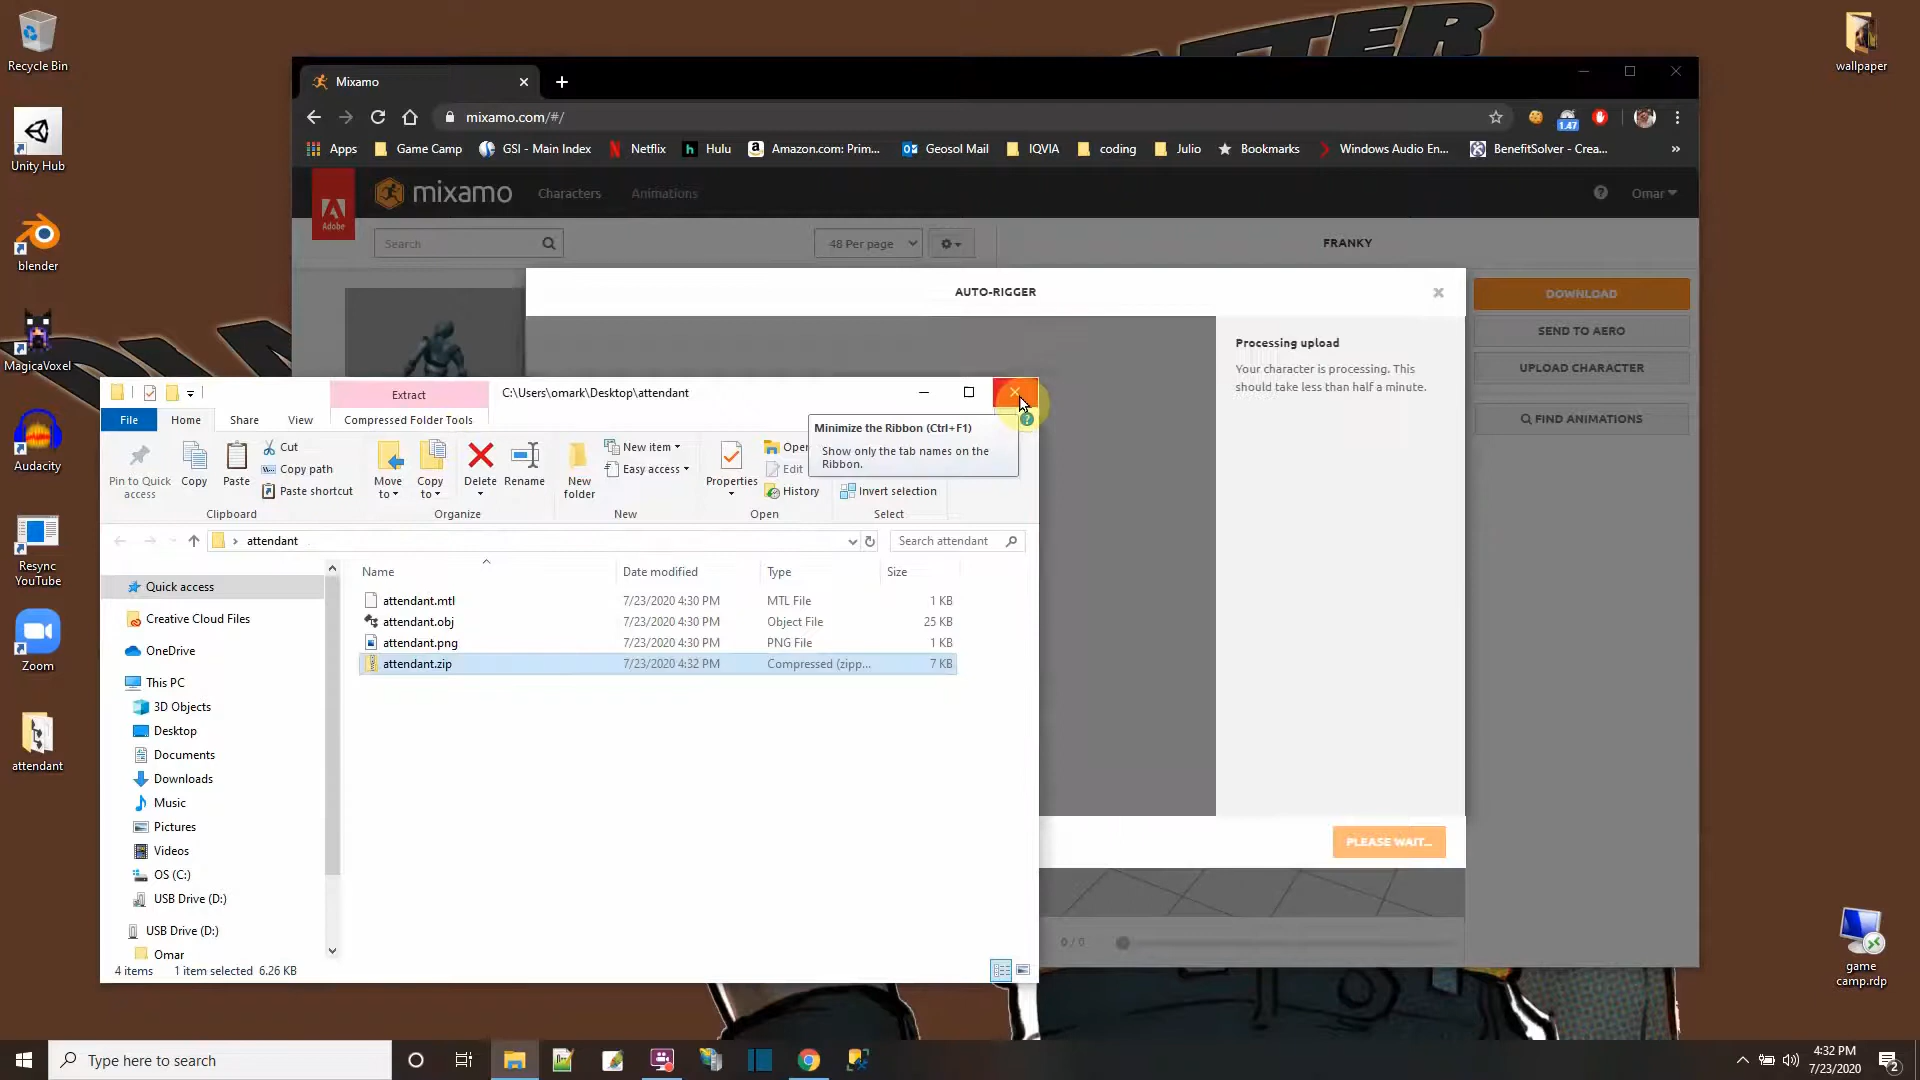 Recycle Bin
Unity Hub
blender
MagicaVoxel
Audacity
Resync
YouTube
Zoom
attendant
wallpaper
game
camp.rdp
Mixamo
mixamo.com/#/
1.47
Apps
Game Camp
GSI - Main Index
Netflix
Hulu
Amazon.com: Prim...
Geosol Mail
IQVIA
coding
Julio
Bookmarks
Windows Audio En...
BenefitSolver - Crea...
»
Adobe
mixamo
Characters
Animations
Omar
Search
48 Per page
FRANKY
AUTO-RIGGER
DOWNLOAD
SEND TO AERO
UPLOAD CHARACTER
FIND ANIMATIONS
Processing upload
Your character is processing. This
should take less than half a minute.
PLEASE WAIT...
0 / 0
Extract
C:\Users\omark\Desktop\attendant
File
Home
Share
View
Compressed Folder Tools
Minimize the Ribbon (Ctrl+F1)
Show only the tab names on the
Ribbon.
Pin to Quick
access
Copy
Paste
Cut
Copy path
Paste shortcut
Clipboard
Move
to
Copy
to
Delete
Rename
Organize
New
folder
New item
Easy access
New
Properties
Open
Edit
History
Open
Invert selection
Select
attendant
Search attendant
Name
Date modified
Type
Size
attendant.mtl 7/23/2020 4:30 PM MTL File 1 KB
attendant.obj 7/23/2020 4:30 PM Object File 25 KB
attendant.png 7/23/2020 4:30 PM PNG File 1 KB
attendant.zip 7/23/2020 4:32 PM Compressed (zipp... 7 KB
Quick access
Creative Cloud Files
OneDrive
This PC
3D Objects
Desktop
Documents
Downloads
Music
Pictures
Videos
OS (C:)
USB Drive (D:)
USB Drive (D:)
Omar
4 items
1 item selected 6.26 KB
Type here to search
4:32 PM
7/23/2020
2